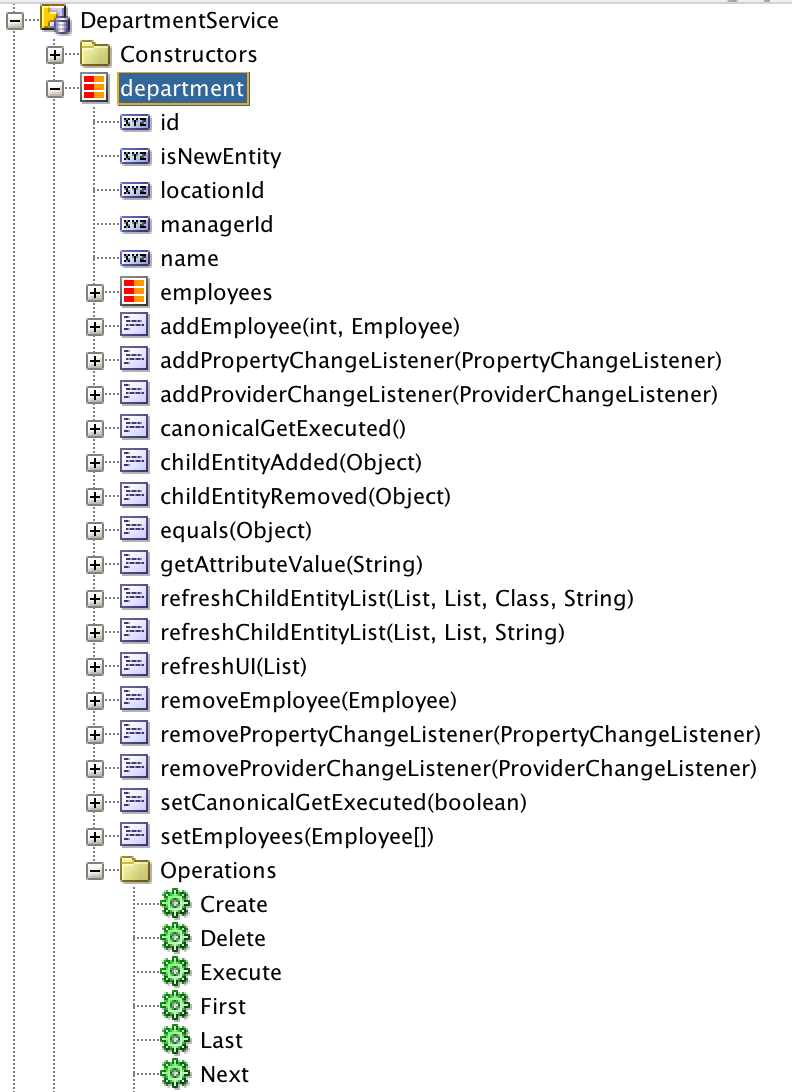 DepartmentService
Constructors
department
id
isNewEntity
locationId
managerId
name
employees
addEmployee(int, Employee)
addPropertyChangeListener(PropertyChangeListener)
addProviderChangeListener(ProviderChangeListener)
canonicalGetExecuted()
childEntityAdded(Object)
childEntityRemoved(Object)
equals(Object)
getAttributeValue(String)
refreshChildEntityList(List, List, Class, String)
refreshChildEntityList(List, List, String)
refreshUI(List)
removeEmployee(Employee)
removePropertyChangeListener(PropertyChangeListener)
removeProviderChangeListener(ProviderChangeListener)
setCanonicalGetExecuted(boolean)
setEmployees(Employee[])
Operations
Create
Delete
Execute
First
Last
Next